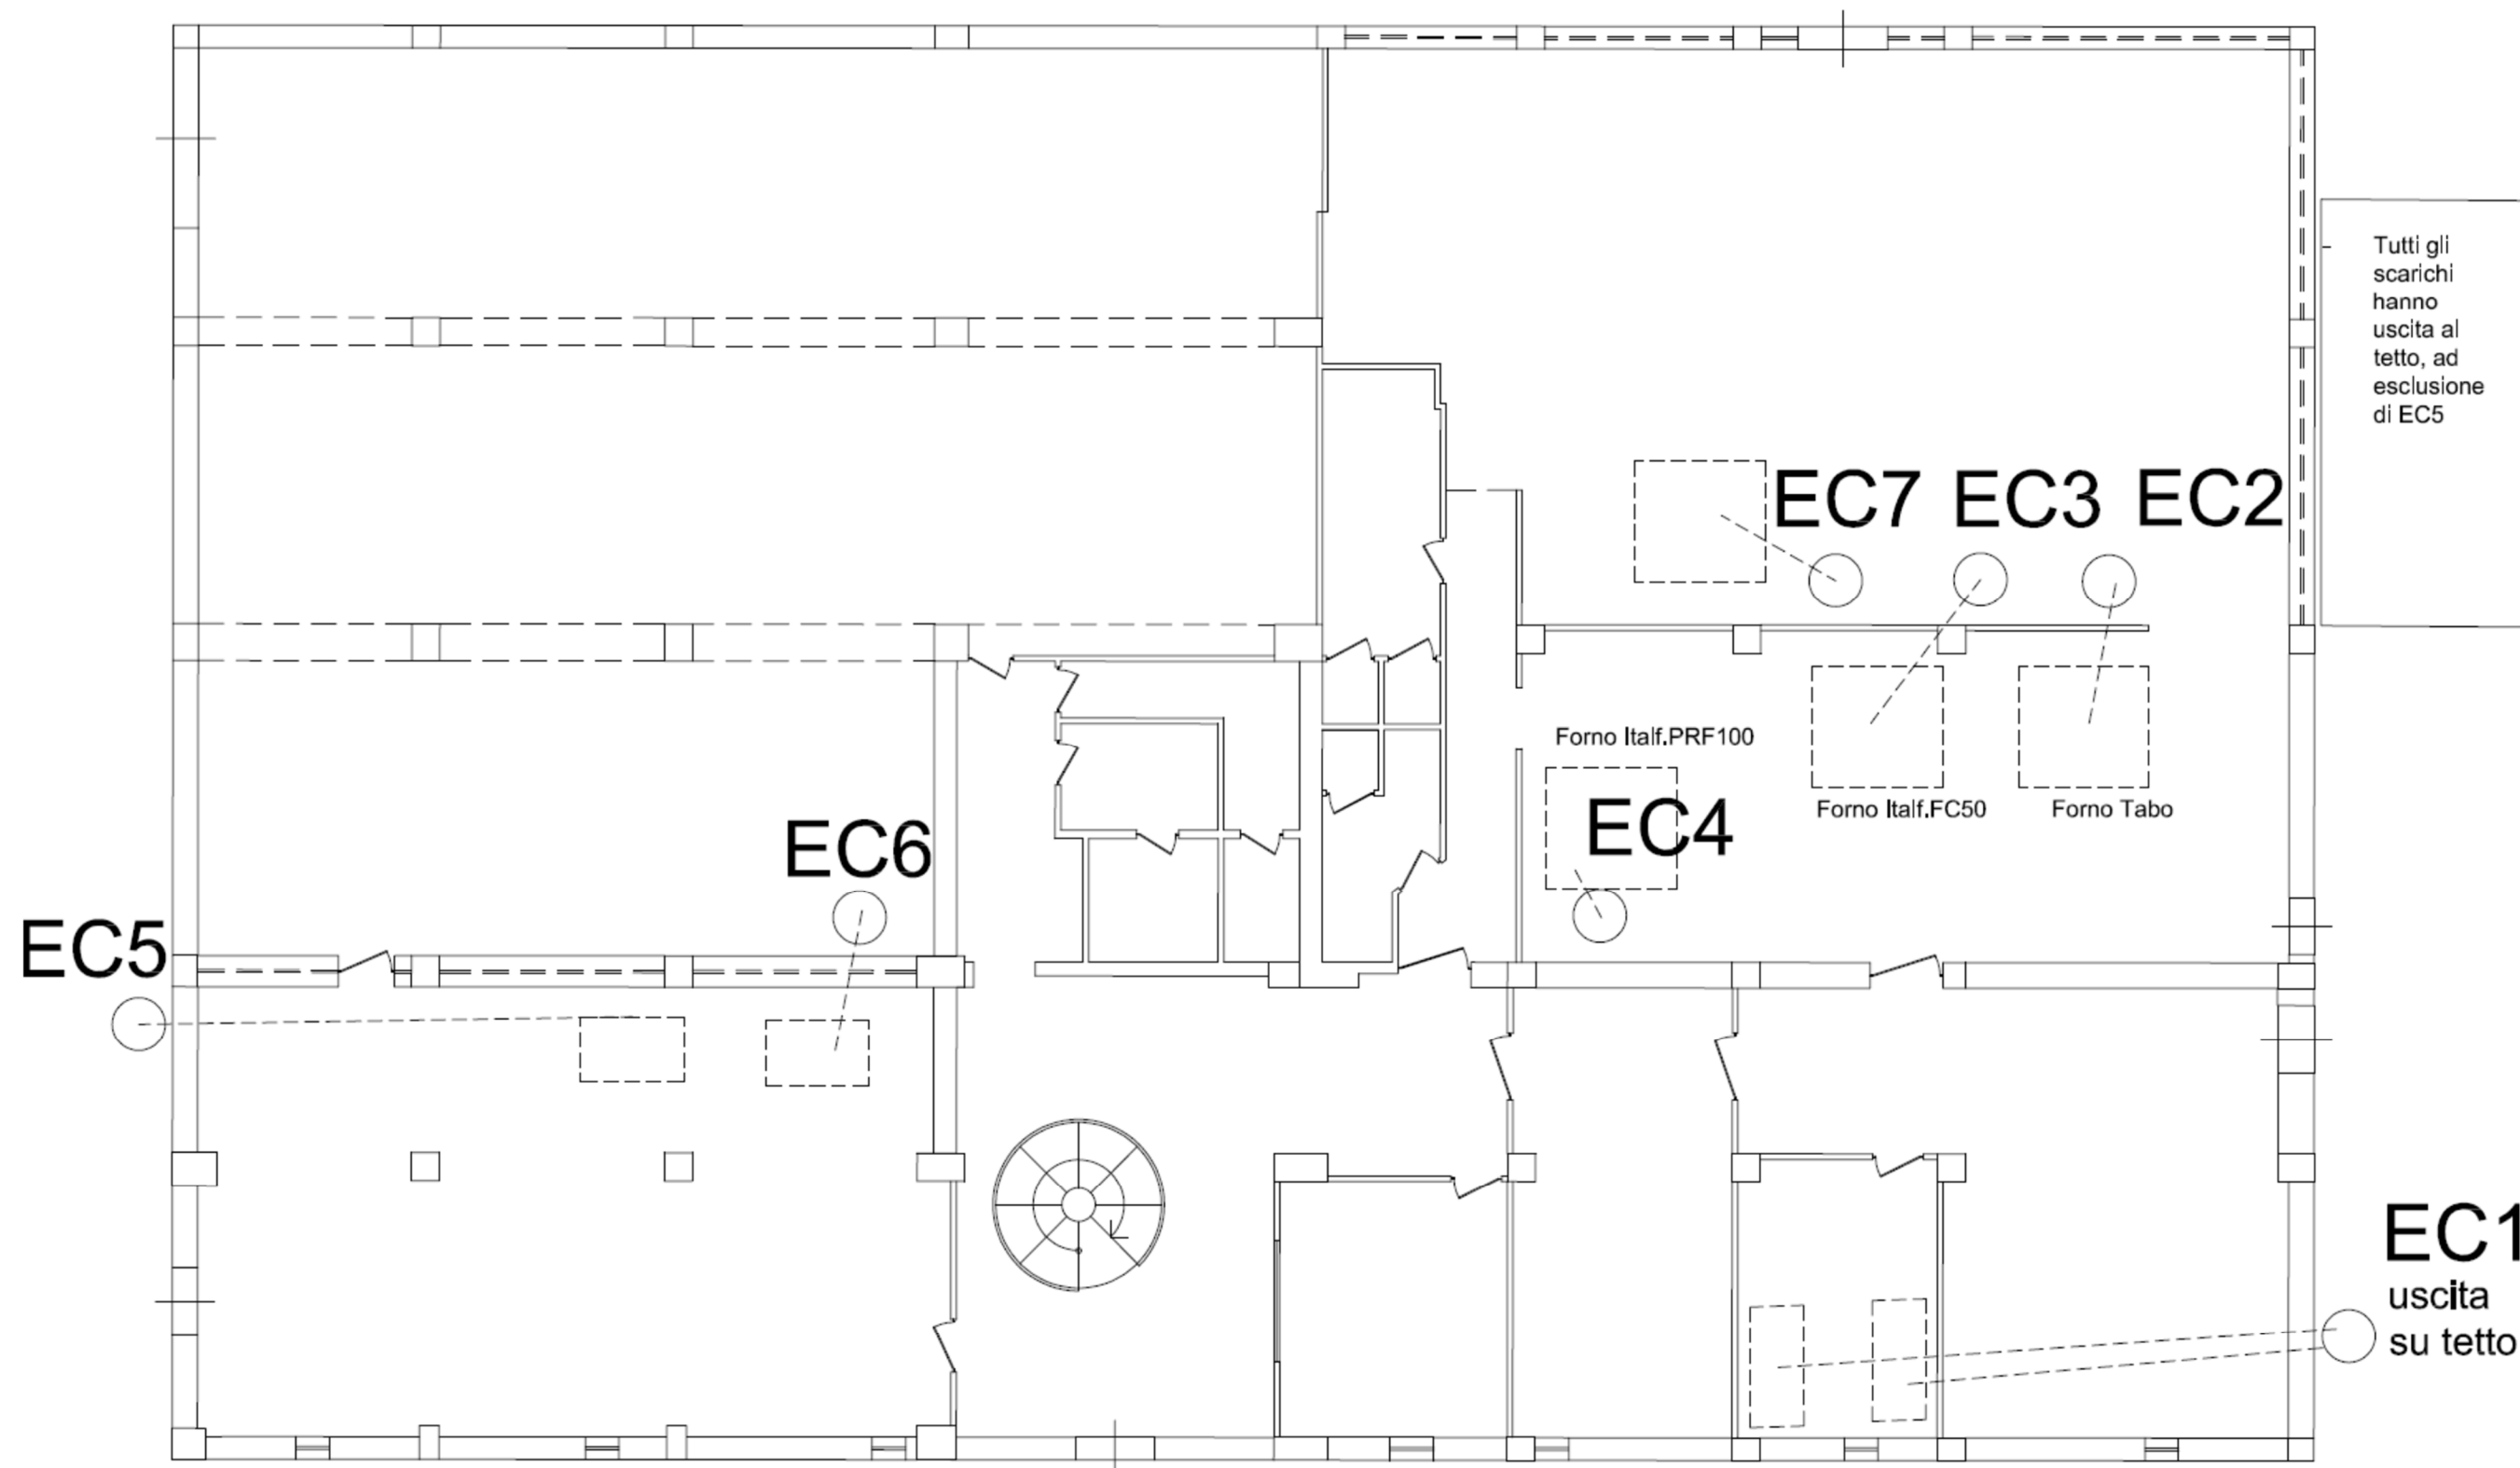 Tutti gli
scarichi
hanno
uscita al
tetto, ad
esclusione
di EC5
EC7 EC3 EC2
Forno Italf.PRF100
EC4
Forno Italf.FC50
Forno Tabo
EC6
EC5
EC1
uscita
su tetto